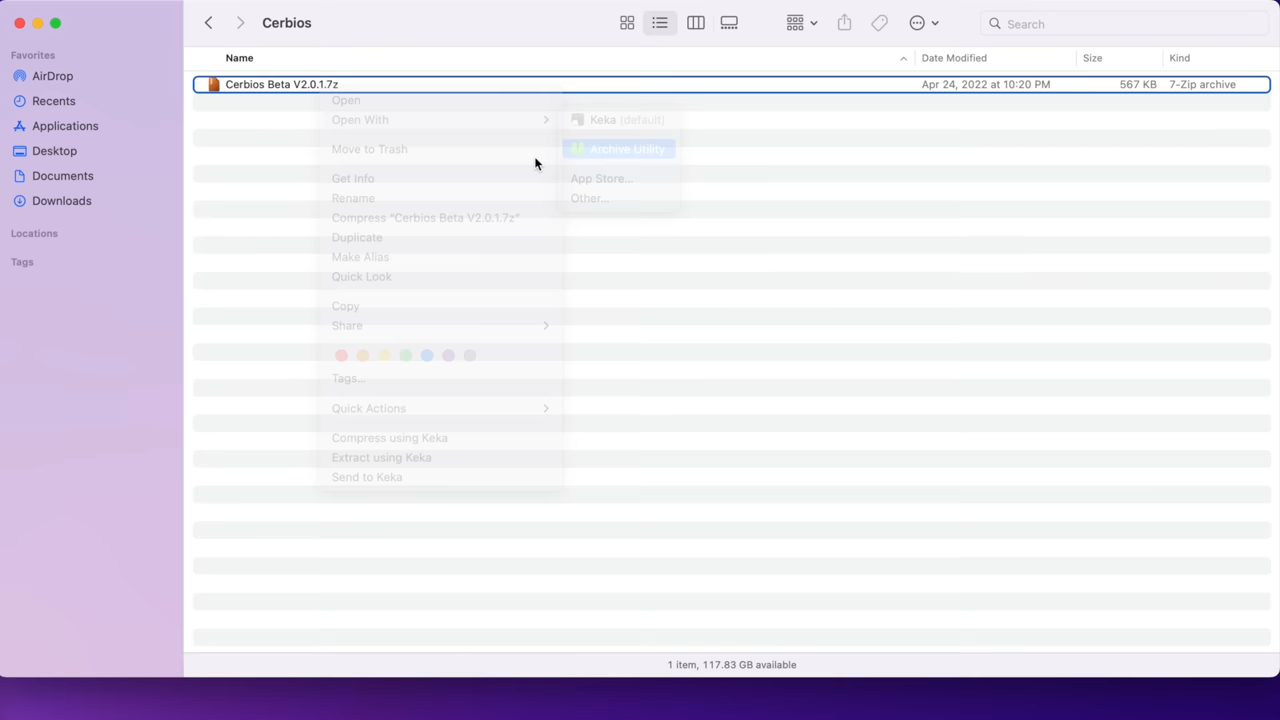 Cerbios
Search
Favorites
AirDrop
Recents
Applications
Desktop
Documents
Downloads
Locations
Tags
Name
Date Modified
Size
Kind
Cerbios Beta V2.0.1.7z
Apr 24, 2022 at 10:20 PM
567 KB
7-Zip archive
Open
Open With
Move to Trash
Get Info
Rename
Compress "Cerbios Beta V2.0.1.7z"
Duplicate
Make Alias
Quick Look
Copy
Share
Tags...
Quick Actions
Compress using Keka
Extract using Keka
Send to Keka
Keka (default)
Archive Utility
App Store...
Other...
1 item, 117.83 GB available